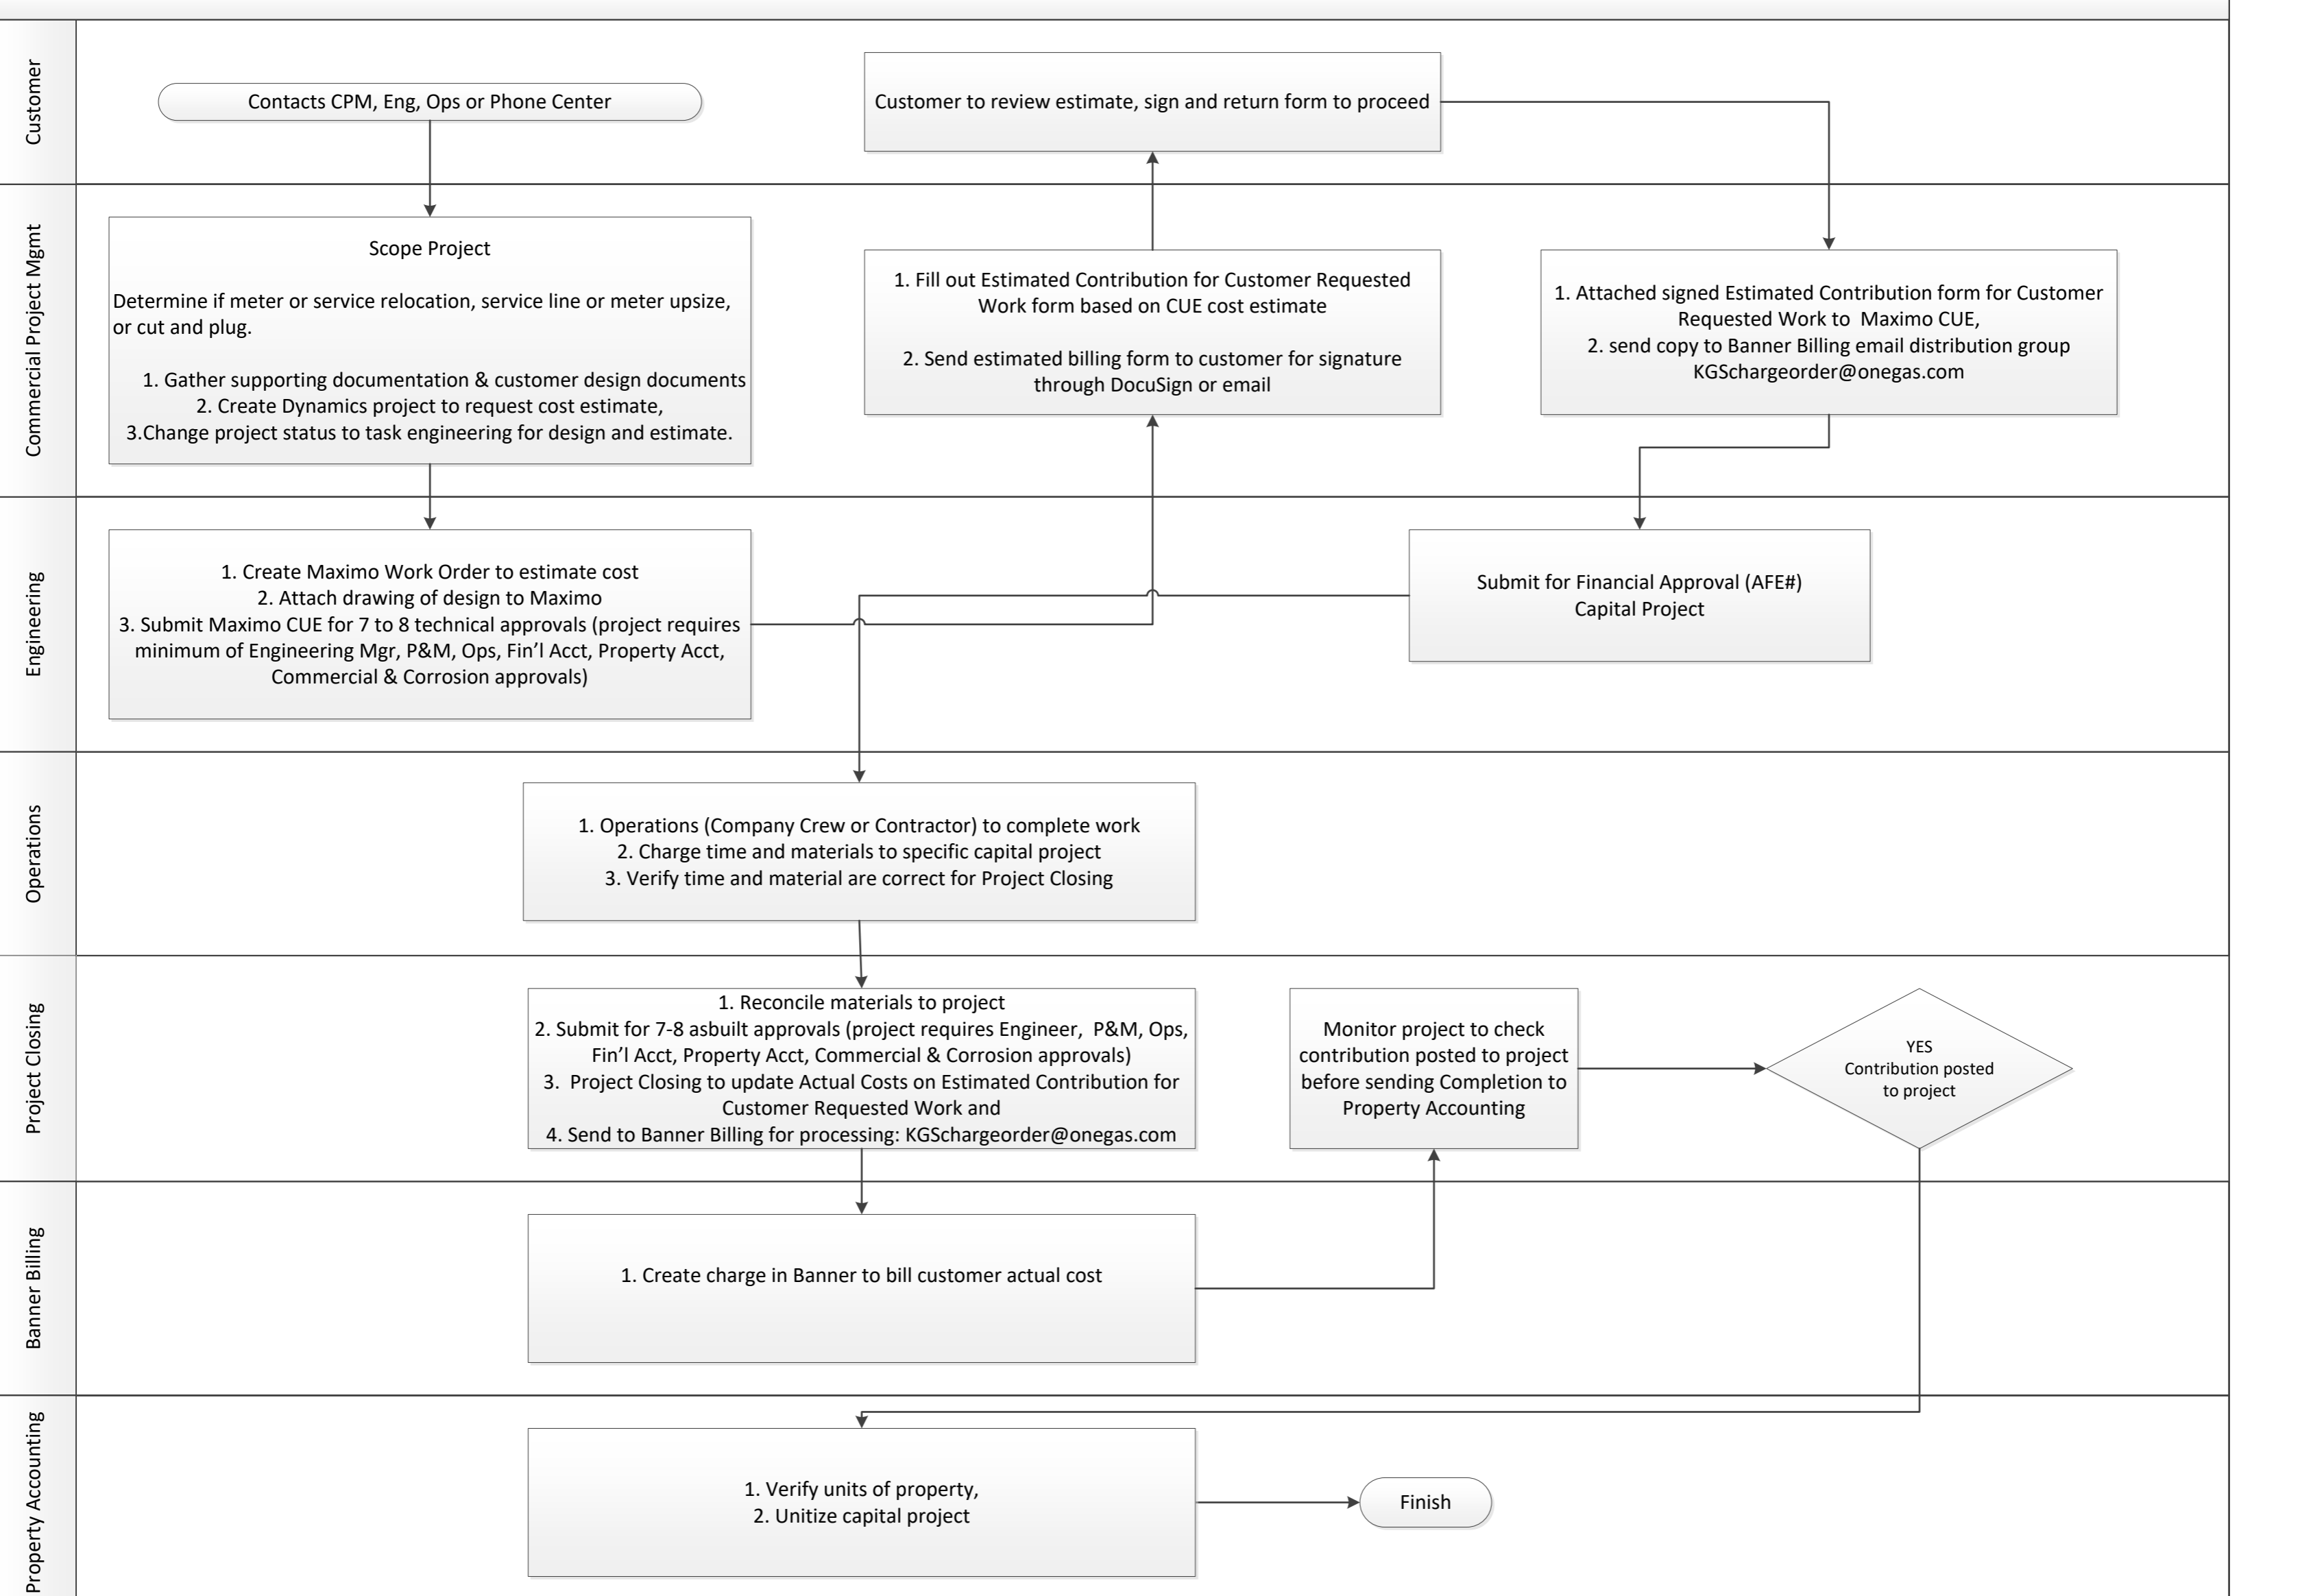 Customer
Contacts CPM, Eng, Ops or Phone Center
Customer to review estimate, sign and return form to proceed
Commercial Project Mgmt
Scope Project
Determine if meter or service relocation, service line or meter upsize,
or cut and plug.
1. Gather supporting documentation & customer design documents
2. Create Dynamics project to request cost estimate,
3.Change project status to task engineering for design and estimate.
1. Fill out Estimated Contribution for Customer Requested
Work form based on CUE cost estimate
2. Send estimated billing form to customer for signature
through DocuSign or email
1. Attached signed Estimated Contribution form for Customer
Requested Work to Maximo CUE,
2. send copy to Banner Billing email distribution group
KGSchargeorder@onegas.com
Engineering
1. Create Maximo Work Order to estimate cost
2. Attach drawing of design to Maximo
3. Submit Maximo CUE for 7 to 8 technical approvals (project requires
minimum of Engineering Mgr, P&M, Ops, Fin’l Acct, Property Acct,
Commercial & Corrosion approvals)
Submit for Financial Approval (AFE#)
Capital Project
Operations
1. Operations (Company Crew or Contractor) to complete work
2. Charge time and materials to specific capital project
3. Verify time and material are correct for Project Closing
Project Closing
1. Reconcile materials to project
2. Submit for 7-8 asbuilt approvals (project requires Engineer, P&M, Ops,
Fin’l Acct, Property Acct, Commercial & Corrosion approvals)
3. Project Closing to update Actual Costs on Estimated Contribution for
Customer Requested Work and
4. Send to Banner Billing for processing: KGSchargeorder@onegas.com
Monitor project to check
contribution posted to project
before sending Completion to
Property Accounting
YES
Contribution posted
to project
Banner Billing
1. Create charge in Banner to bill customer actual cost
Property Accounting
1. Verify units of property,
2. Unitize capital project
Finish